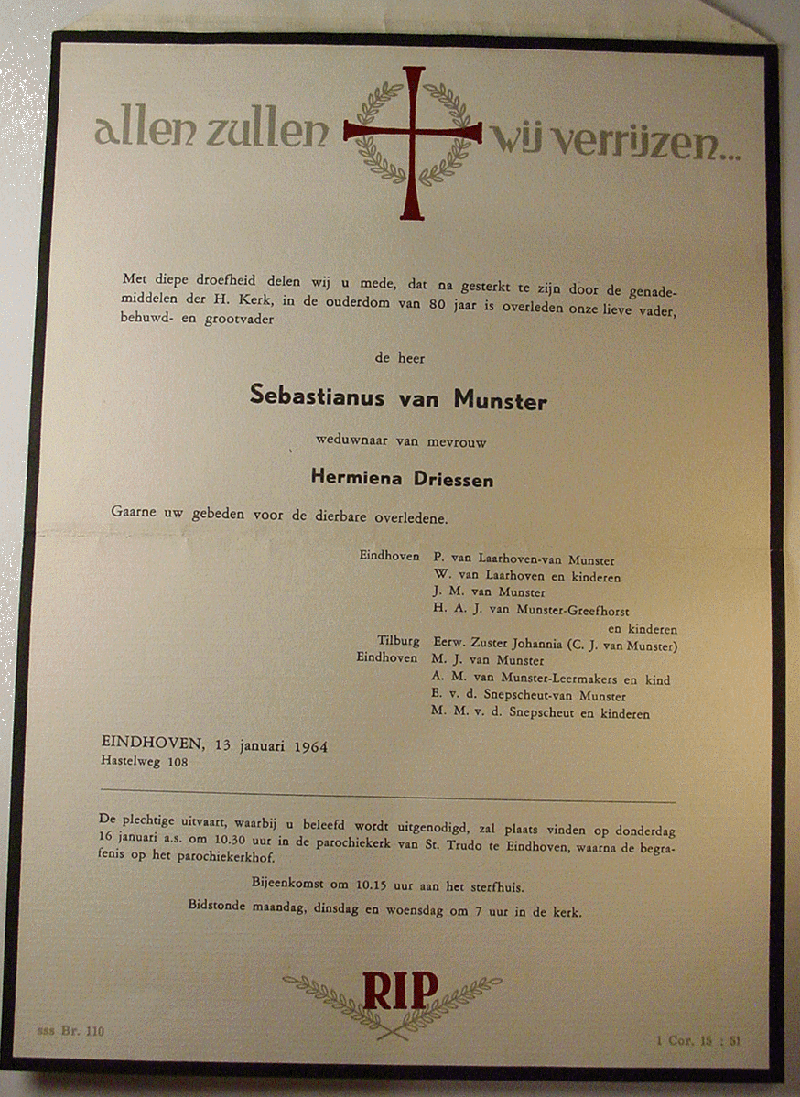 allen zullen wij verrijzen...
Met diepe droefheid delen wij u mede, dat na gesterkt te zijn door de genade-
middelen der H. Kerk, in de ouderdom van 80 jaar is overleden onze lieve vader,
behuwd- en grootvader
de heer
Sebastianus van Munster
weduwnaar van mevrouw
Hermiena Driessen
Gaarne uw gebeden voor de dierbare overledene.
Eindhoven P. van Laarhoven-van Munster
W. van Laarhoven en kinderen
J. M. van Munster
H. A. J. van Munster-Greefhorst
en kinderen
Tilburg Eerw. Zuster Johannia (C. J. van Munster)
Eindhoven M. J. van Munster
A. M. van Munster-Leermakers en kind
E. v. d. Snepscheut-van Munster
M. M. v. d. Snepscheut en kinderen
EINDHOVEN, 13 januari 1964
Hastelweg 108
De plechtige uitvaart, waarbij u beleefd wordt uitgenodigd, zal plaats vinden op donderdag
16 januari a.s. om 10.30 uur in de parochiekerk van St. Trudo te Eindhoven, waarna de begra-
fenis op het parochiekerkhof.
Bijeenkomst om 10.15 uur aan het sterfhuis.
Bidstonde maandag, dinsdag en woensdag om 7 uur in de kerk.
RIP
sss Br. 110
1 Cor. 15 : 51